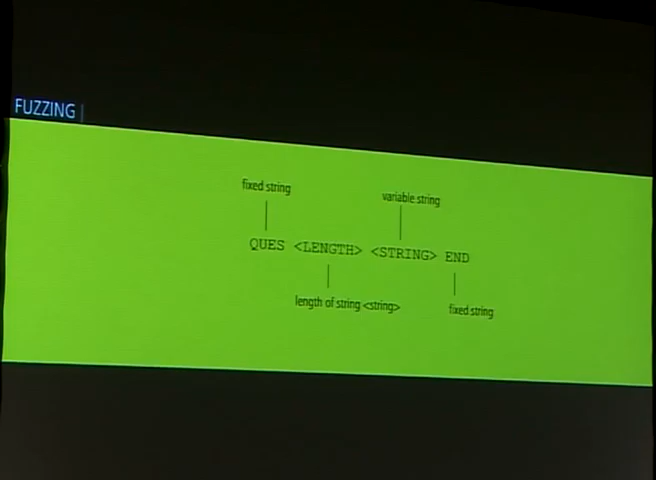 FUZZING |
fixed string
variable string
QUES <LENGTH> <STRING> END
length of string <string>
fixed string